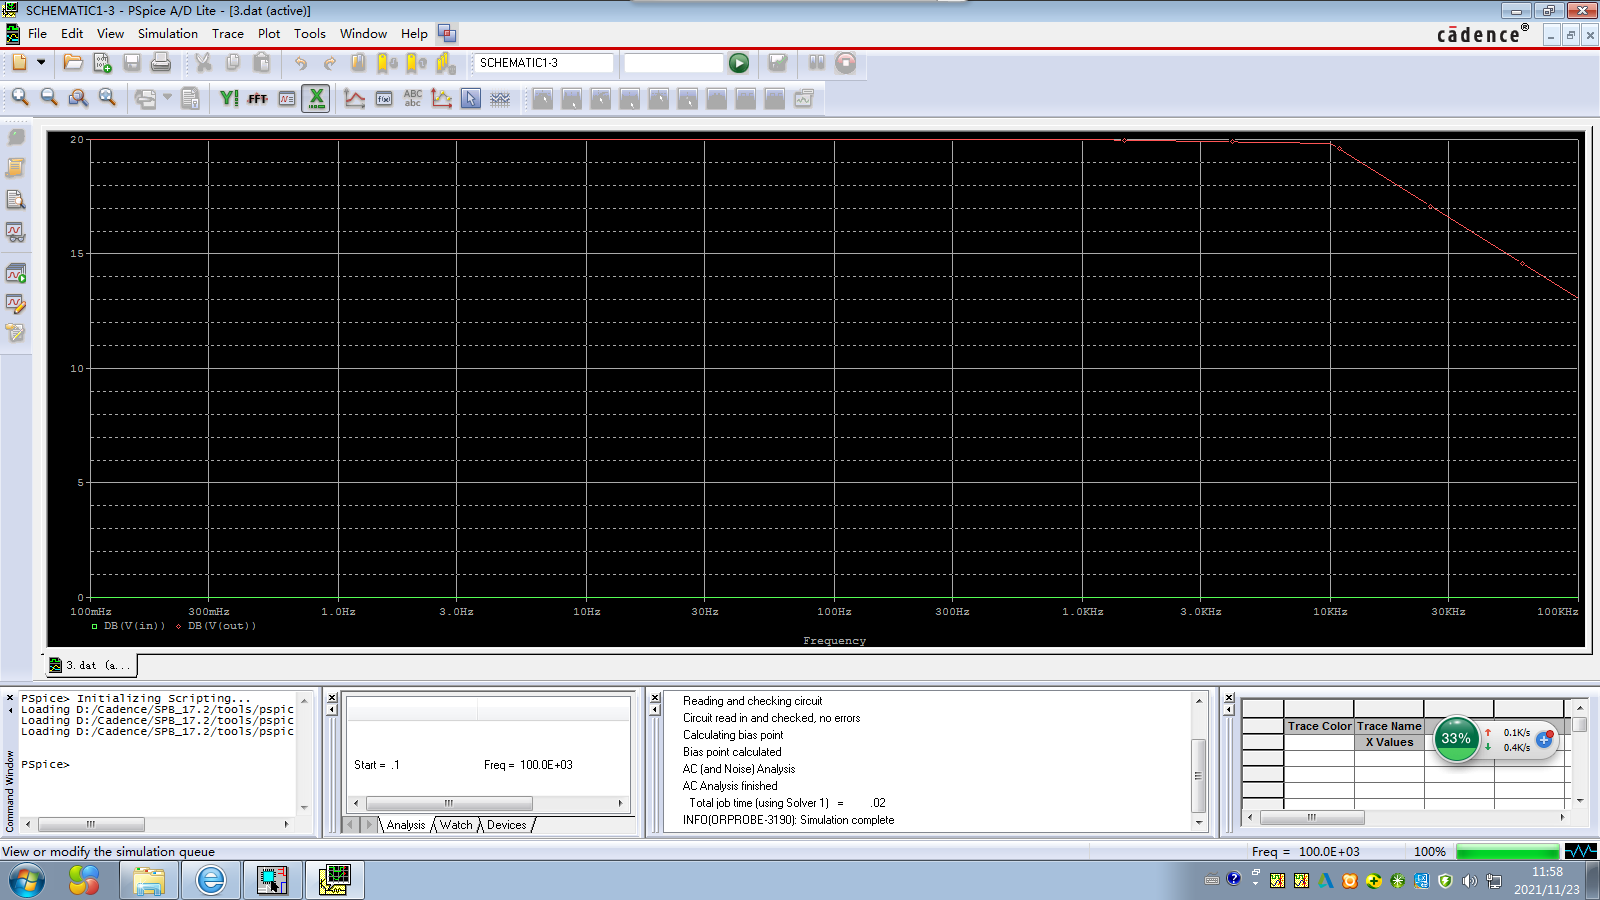 SCHEMATIC1-3 - PSpice A/D Lite - [3.dat (active)]
File Edit View Simulation Trace Plot Tools Window Help
cādence®
SCHEMATIC1-3
FFT
ABC
abc
20
15
10
5
0
100mHz 300mHz 1.0Hz 3.0Hz 10Hz 30Hz 100Hz 300Hz 1.0KHz 3.0KHz 10KHz 30KHz 100KHz
DB(V(in)) DB(V(out))
Frequency
3.dat (a...
Command Window
PSpice> Initializing Scripting...
Loading D:/Cadence/SPB_17.2/tools/pspic
Loading D:/Cadence/SPB_17.2/tools/pspic
Loading D:/Cadence/SPB_17.2/tools/pspic
PSpice>
Start = .1 Freq = 100.0E+03
Analysis Watch Devices
Reading and checking circuit
Circuit read in and checked, no errors
Calculating bias point
Bias point calculated
AC (and Noise) Analysis
AC Analysis finished
Total job time (using Solver 1) = .02
INFO(ORPROBE-3190): Simulation complete
Trace Color Trace Name
X Values
33%
0.1K/s
0.4K/s
View or modify the simulation queue
Freq = 100.0E+03 100%
11:58
2021/11/23